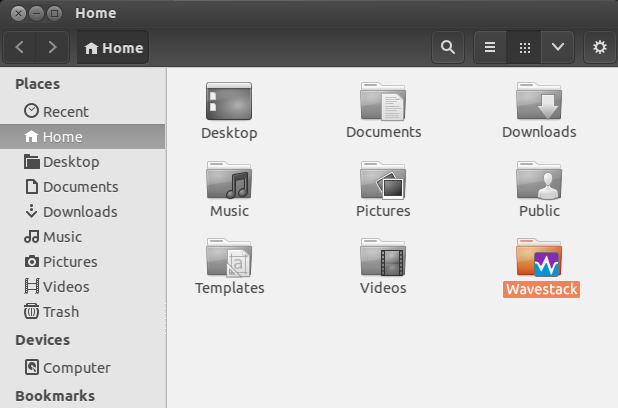 Home
Home
Places
Recent
Home
Desktop
Documents
Downloads
Music
Pictures
Videos
Trash
Devices
Computer
Bookmarks
Desktop
Documents
Downloads
Music
Pictures
Public
Templates
Videos
Wavestack